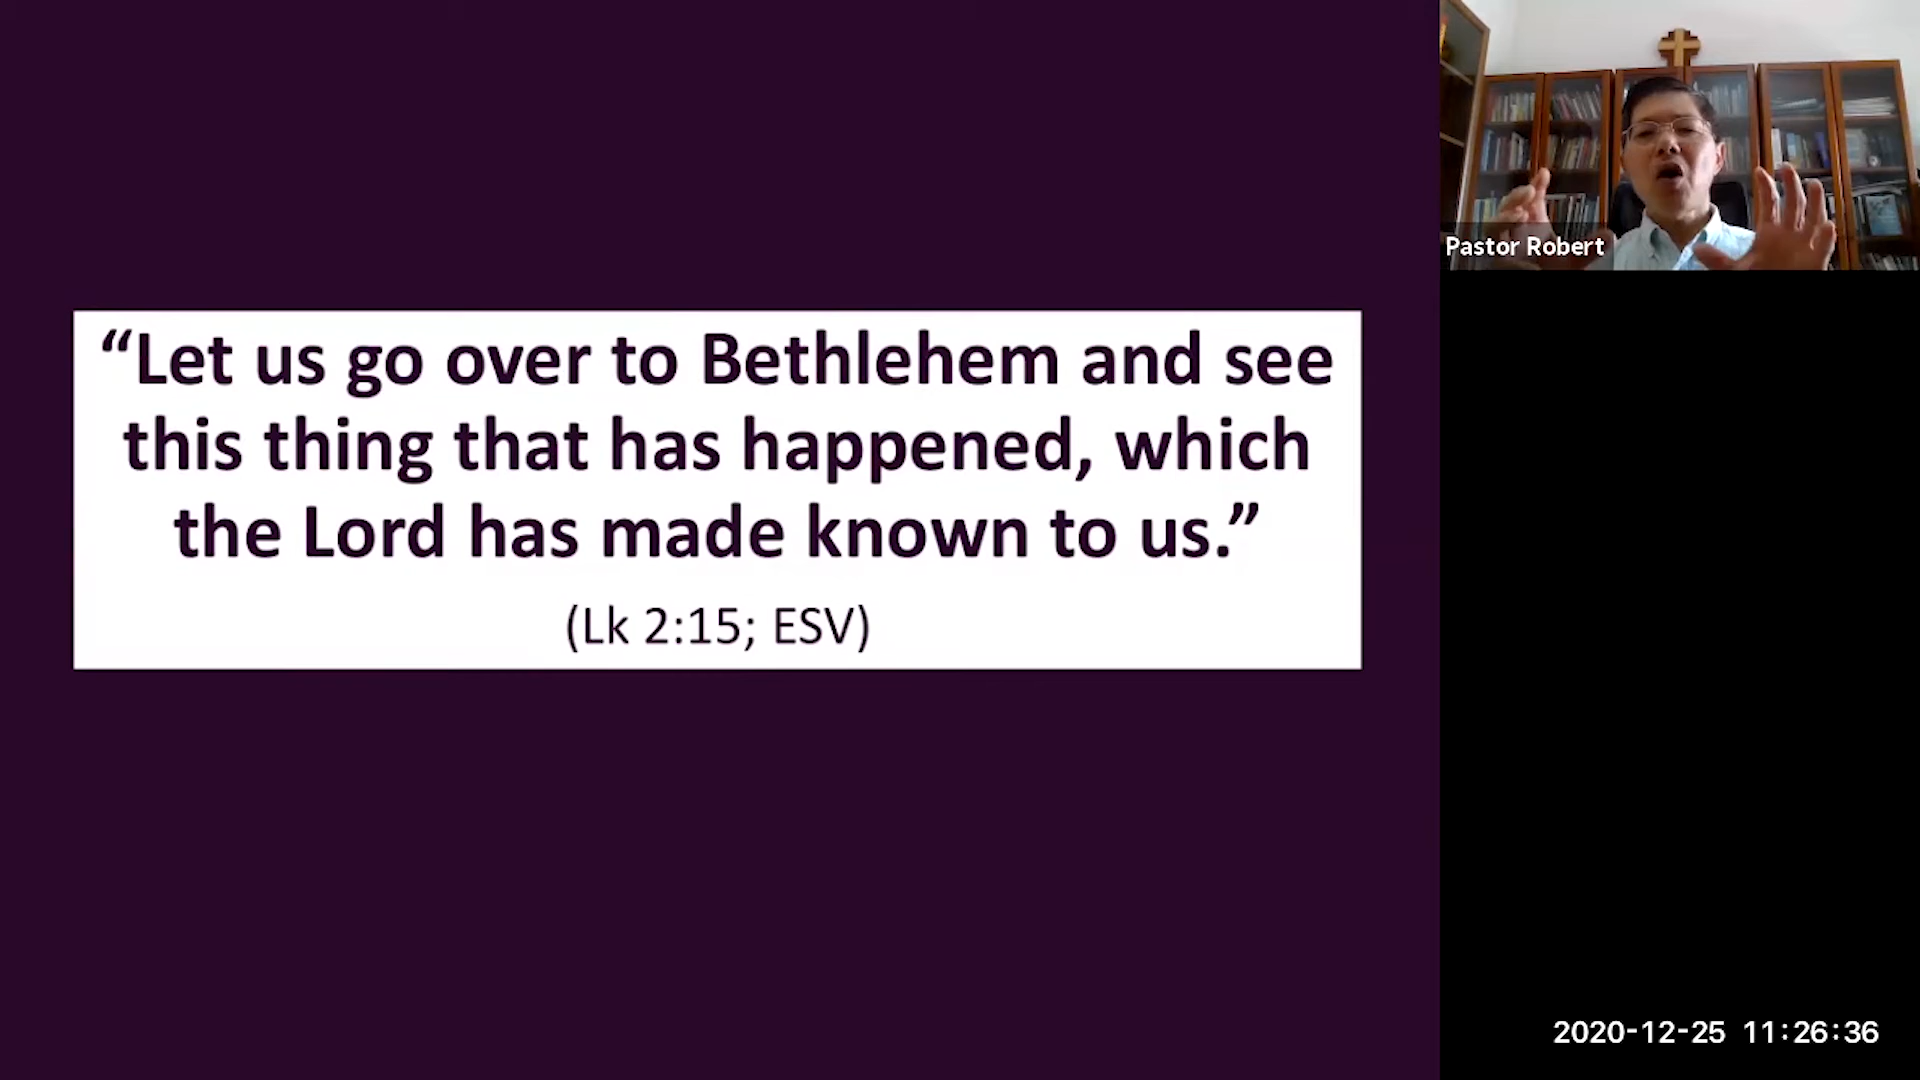 “Let us go over to Bethlehem and see
this thing that has happened, which
the Lord has made known to us.”
(Lk 2:15; ESV)
Pastor Robert
2020-12-25 11:26:36